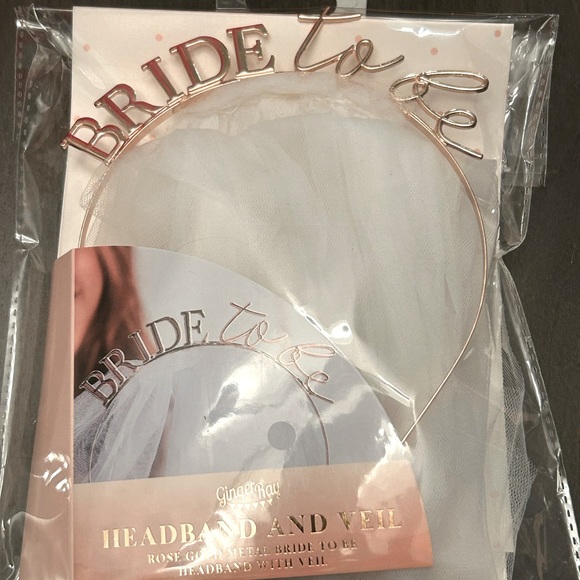 BRIDE to be
BRIDE to be
Ginger Ray
HEADBAND AND VEIL
ROSE GOLD METAL BRIDE TO BE
HEADBAND WITH VEIL